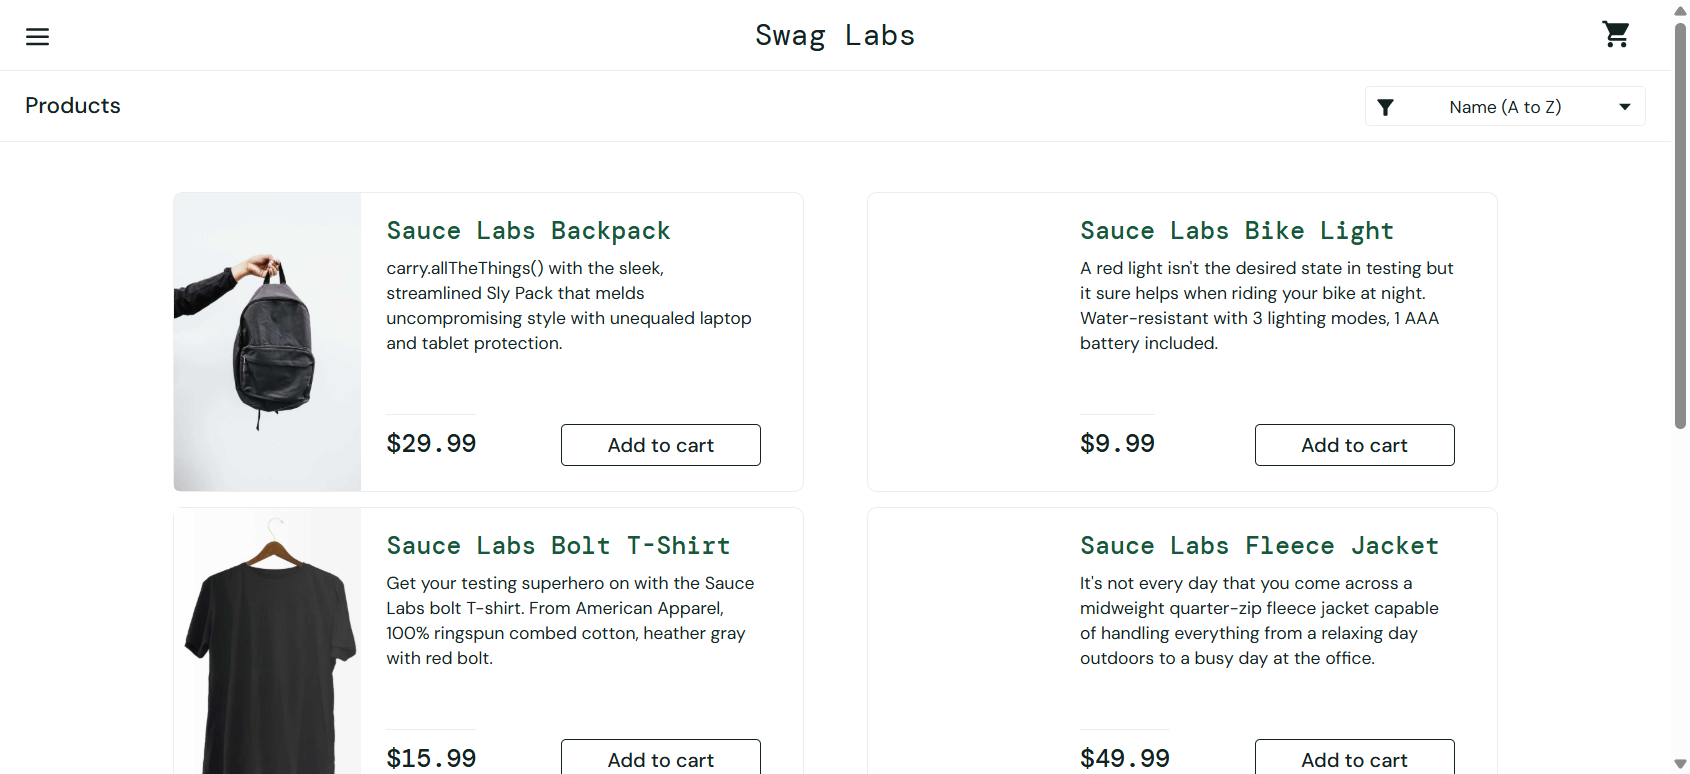 Swag Labs
Products
Name (A to Z)
Sauce Labs Backpack
carry.allTheThings() with the sleek,
streamlined Sly Pack that melds
uncompromising style with unequaled laptop
and tablet protection.
$29.99
Add to cart
Sauce Labs Bike Light
A red light isn't the desired state in testing but
it sure helps when riding your bike at night.
Water-resistant with 3 lighting modes, 1 AAA
battery included.
$9.99
Add to cart
Sauce Labs Bolt T-Shirt
Get your testing superhero on with the Sauce
Labs bolt T-shirt. From American Apparel,
100% ringspun combed cotton, heather gray
with red bolt.
$15.99
Add to cart
Sauce Labs Fleece Jacket
It's not every day that you come across a
midweight quarter-zip fleece jacket capable
of handling everything from a relaxing day
outdoors to a busy day at the office.
$49.99
Add to cart